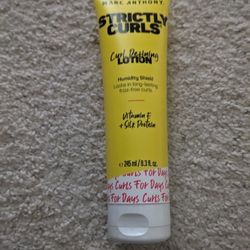 MARC ANTHONY
STRICTLY
CURLS
Curl Defining
LOTION
Humidity Shield
Locks in long-lasting
frizz-free curls
Vitamin E
+ Silk Protein
℮ 245 ml / 8.3 fl. oz.
Curls For Days
Days Curls For Days
For Days Curls For